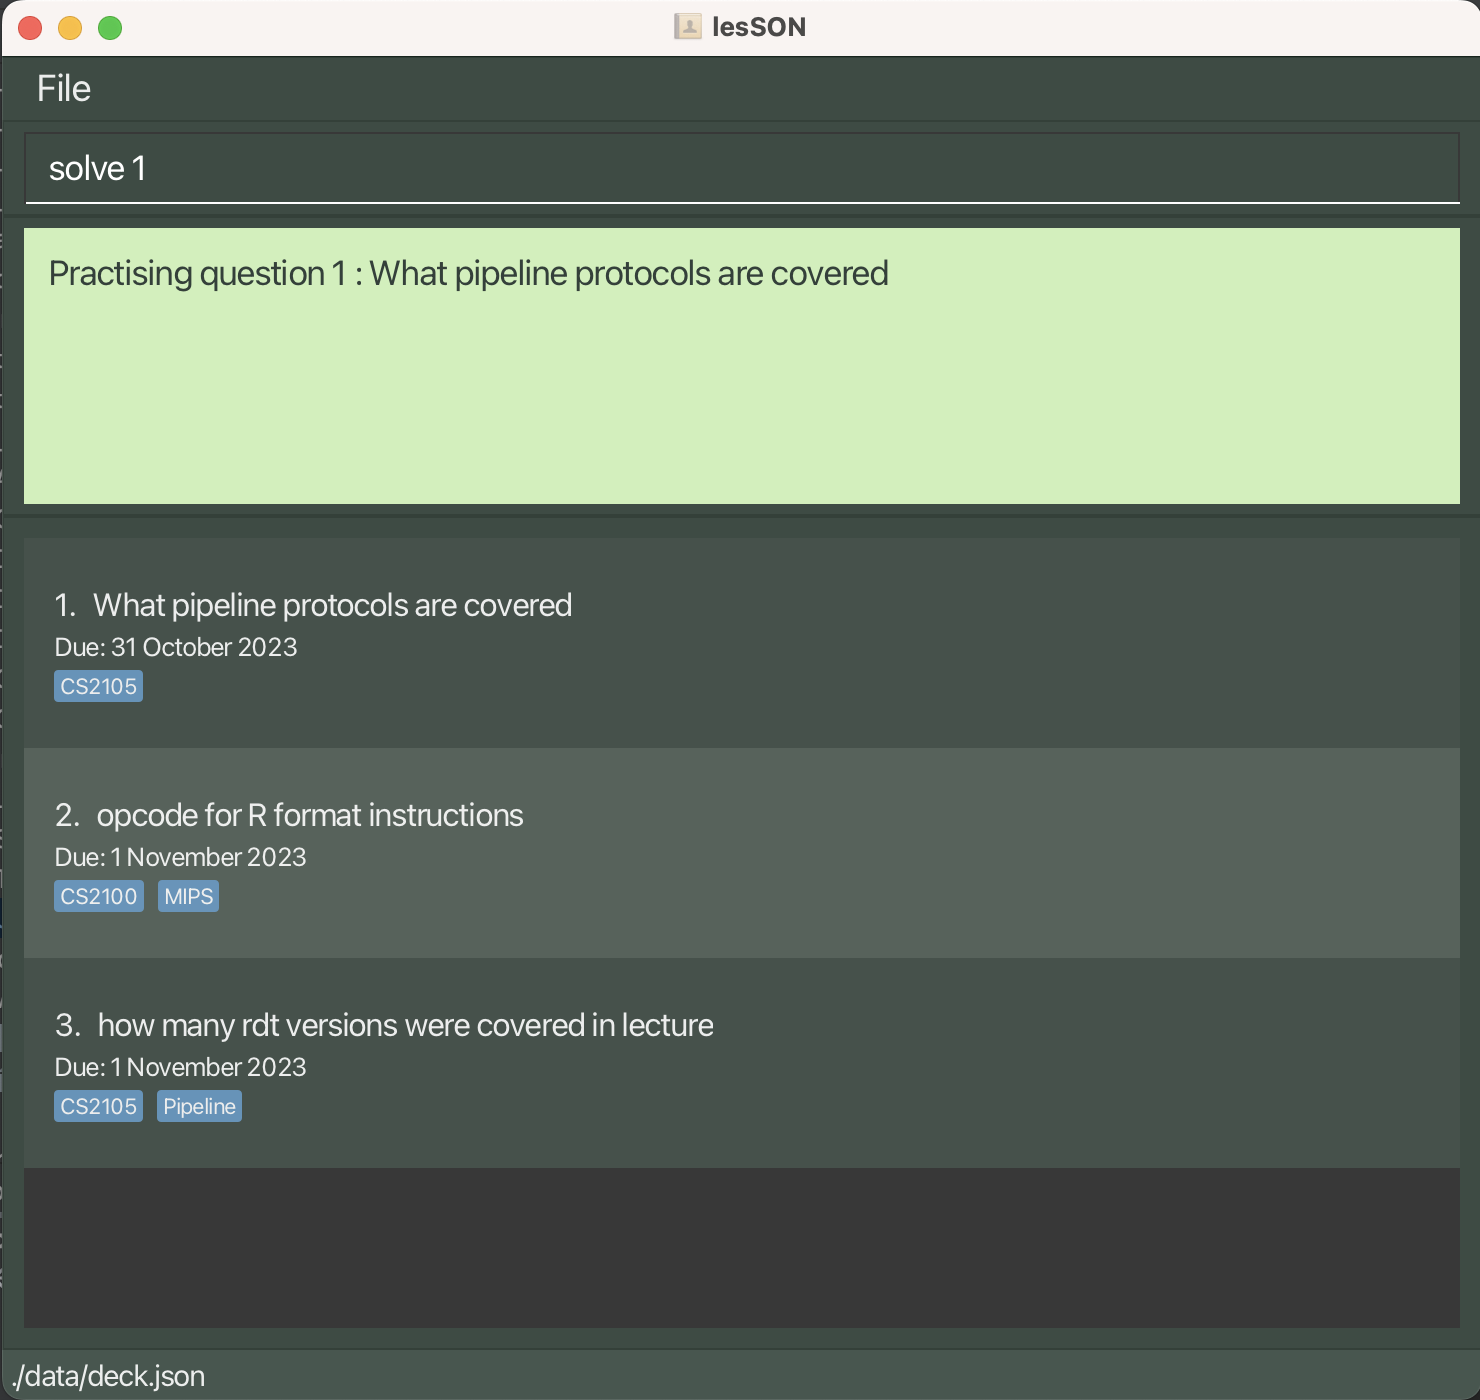 lesSON
File
solve 1
Practising question 1 : What pipeline protocols are covered
1. What pipeline protocols are covered
Due: 31 October 2023
CS2105
2. opcode for R format instructions
Due: 1 November 2023
CS2100 MIPS
3. how many rdt versions were covered in lecture
Due: 1 November 2023
CS2105 Pipeline
./data/deck.json